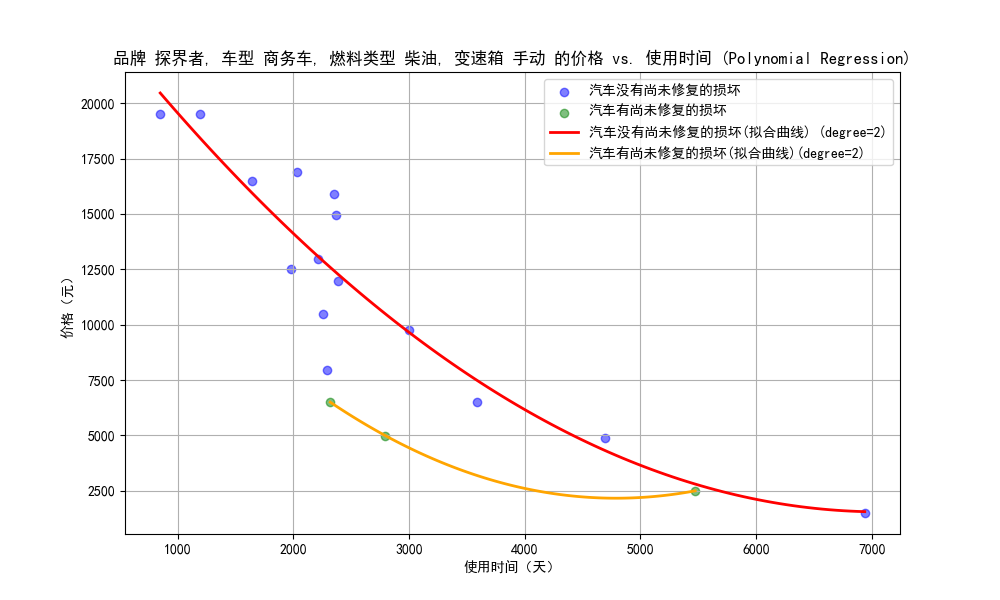 品牌 探界者, 车型 商务车, 燃料类型 柴油, 变速箱 手动 的价格 vs. 使用时间 (Polynomial Regression)
汽车没有尚未修复的损坏
汽车有尚未修复的损坏
汽车没有尚未修复的损坏(拟合曲线) (degree=2)
汽车有尚未修复的损坏(拟合曲线)(degree=2)
价格（元）
20000
17500
15000
12500
10000
7500
5000
2500
1000 2000 3000 4000 5000 6000 7000
使用时间（天）